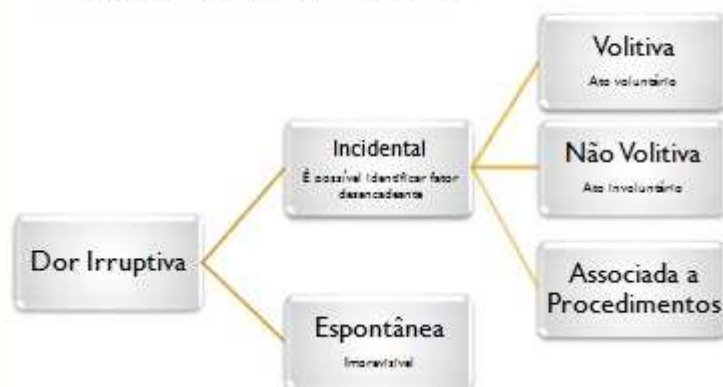 Dor Irruptiva
Incidental
É possível identificar fator
desencadeante
Espontânea
Imprevisível
Volitiva
Ato voluntário
Não Volitiva
Ato involuntário
Associada a
Procedimentos